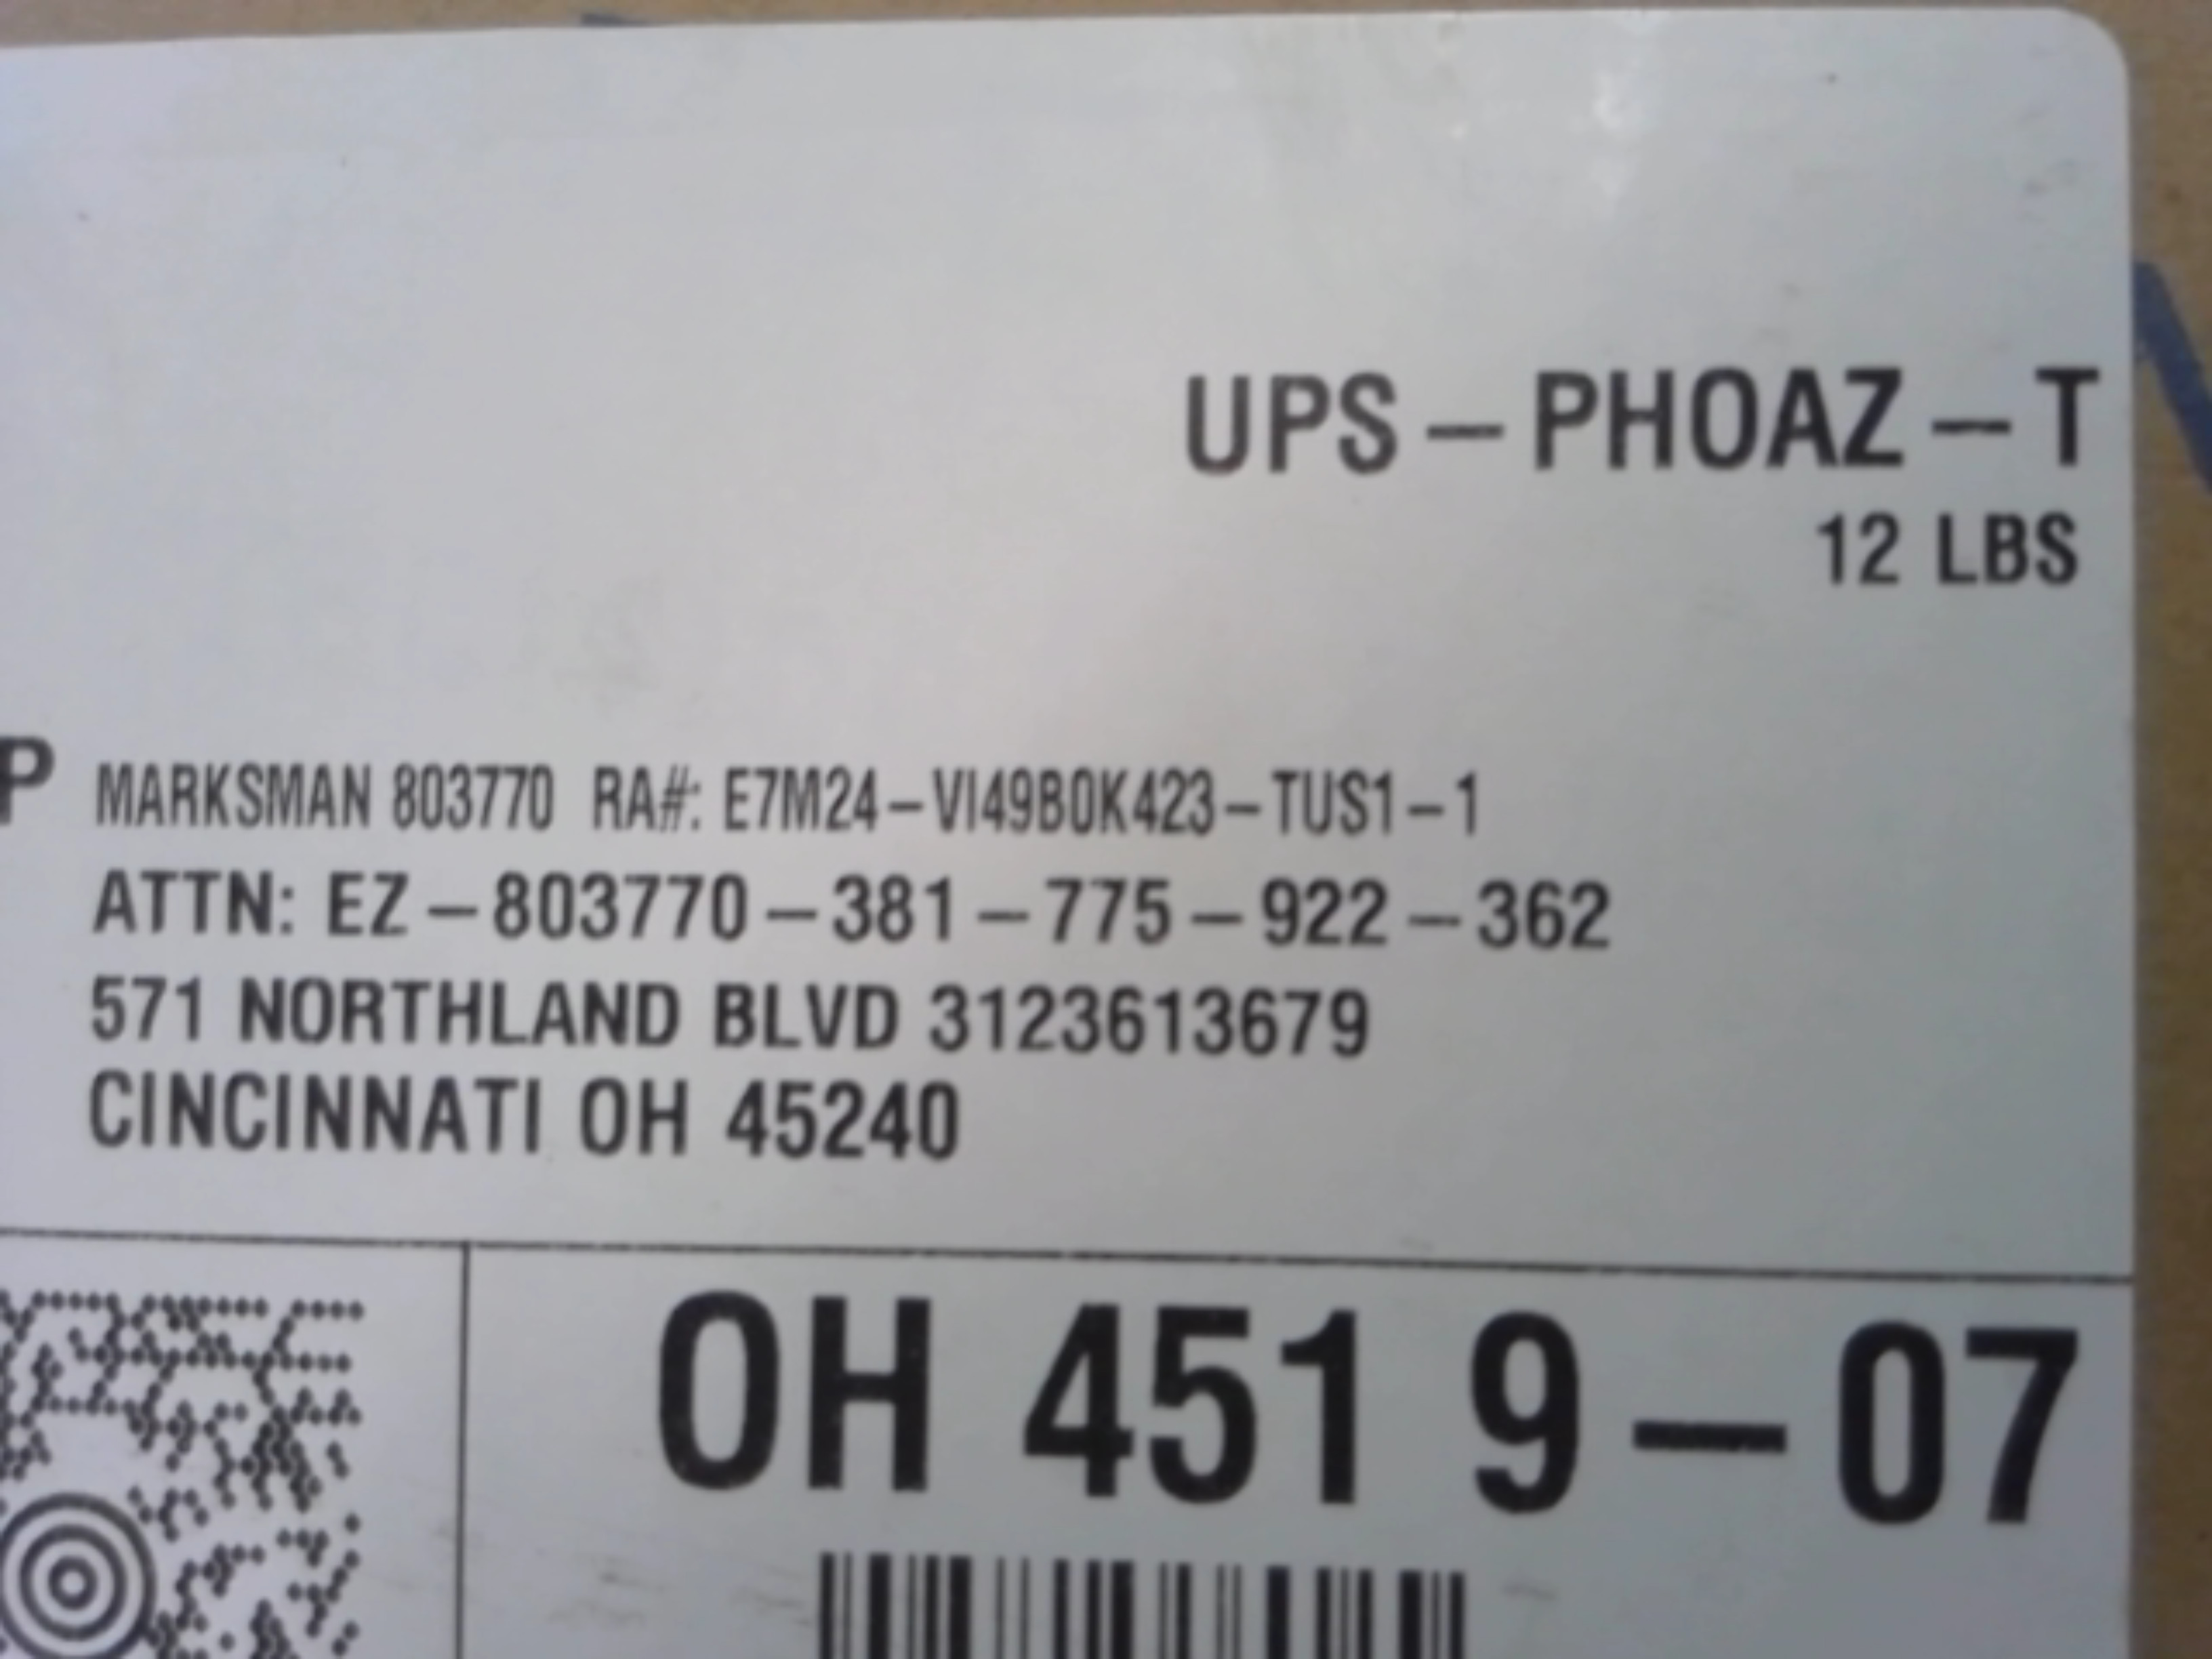 UPS-PHOAZ-T
12 LBS
P MARKSMAN 803770 RA#: E7M24-VI49B0K423-TUS1-1
ATTN: EZ-803770-381-775-922-362
571 NORTHLAND BLVD 3123613679
CINCINNATI OH 45240
OH 451 9-07